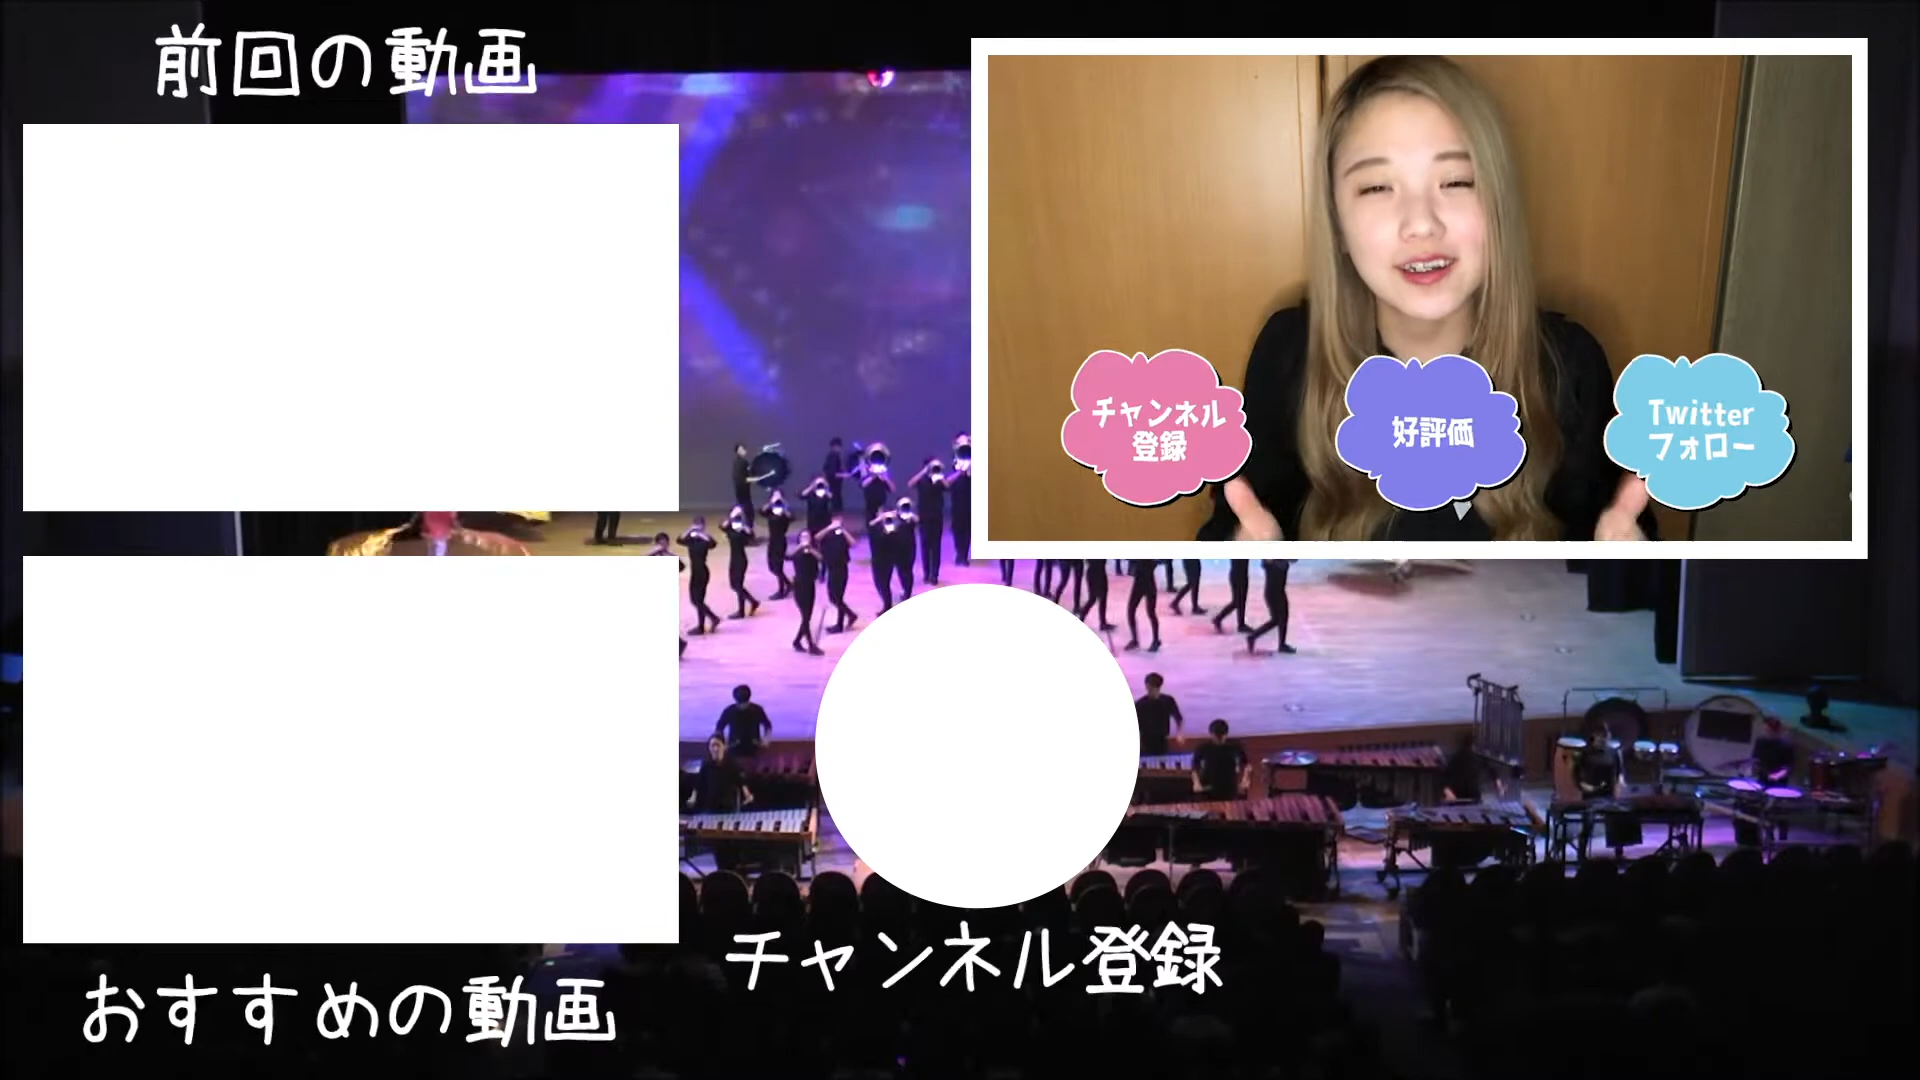 前回の動画
チャンネル
登録
好評価
Twitter
フォロー
チャンネル登録
おすすめの動画